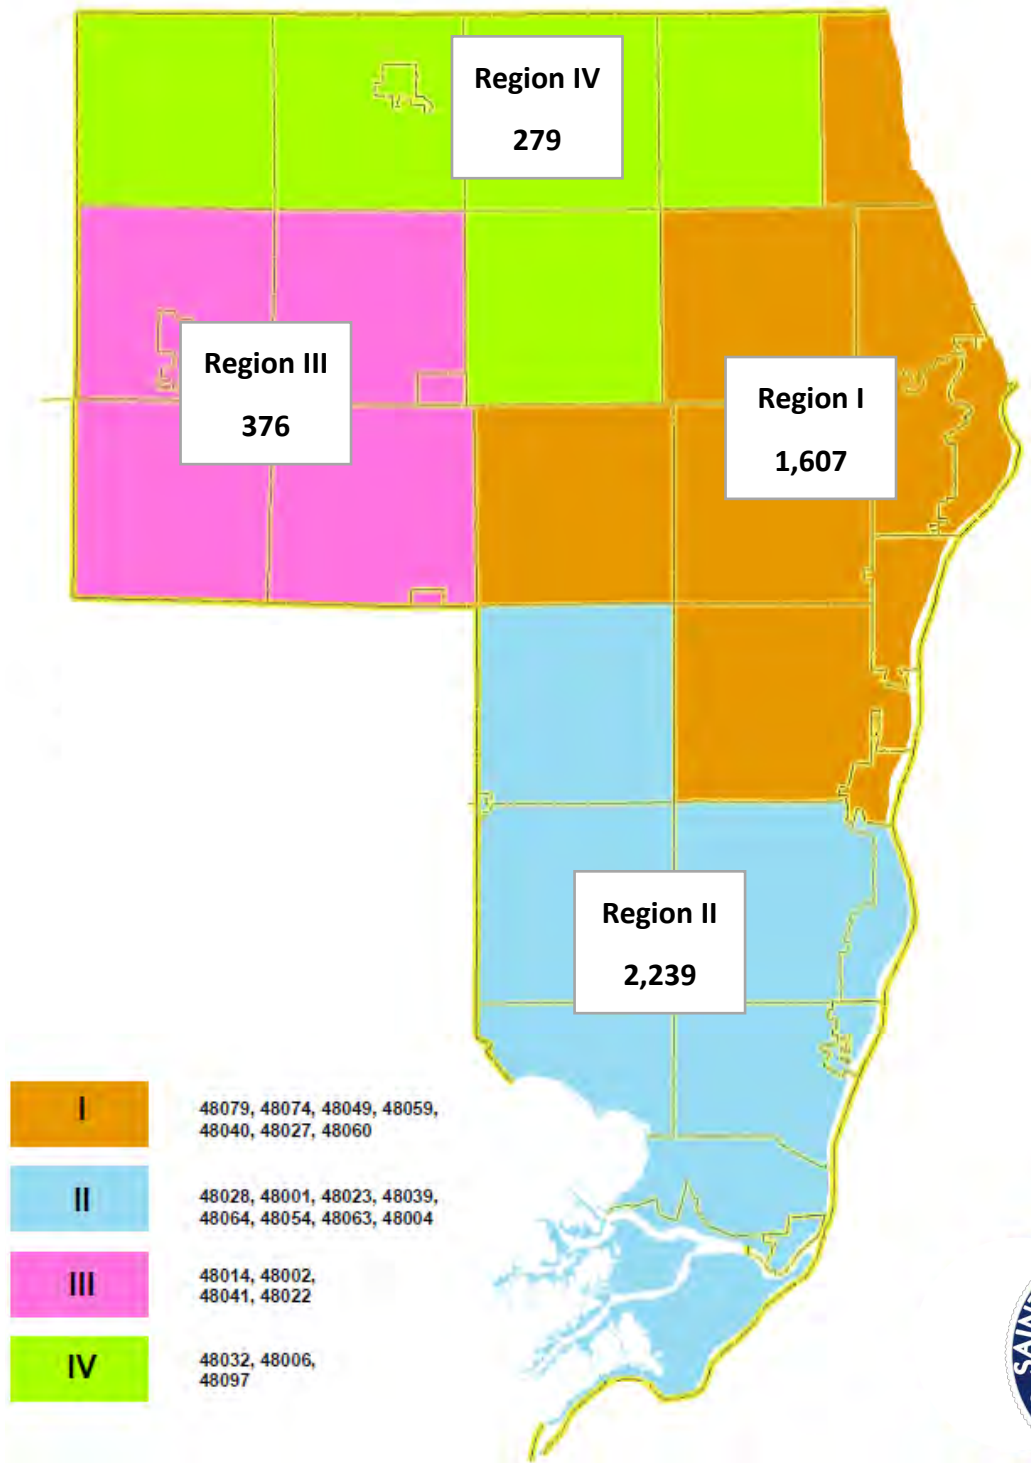 Region IV
279
Region III
376
Region I
1,607
Region II
2,239
I
48079, 48074, 48049, 48059,
48040, 48027, 48060
II
48028, 48001, 48023, 48039,
48064, 48054, 48063, 48004
III
48014, 48002,
48041, 48022
IV
48032, 48006,
48097